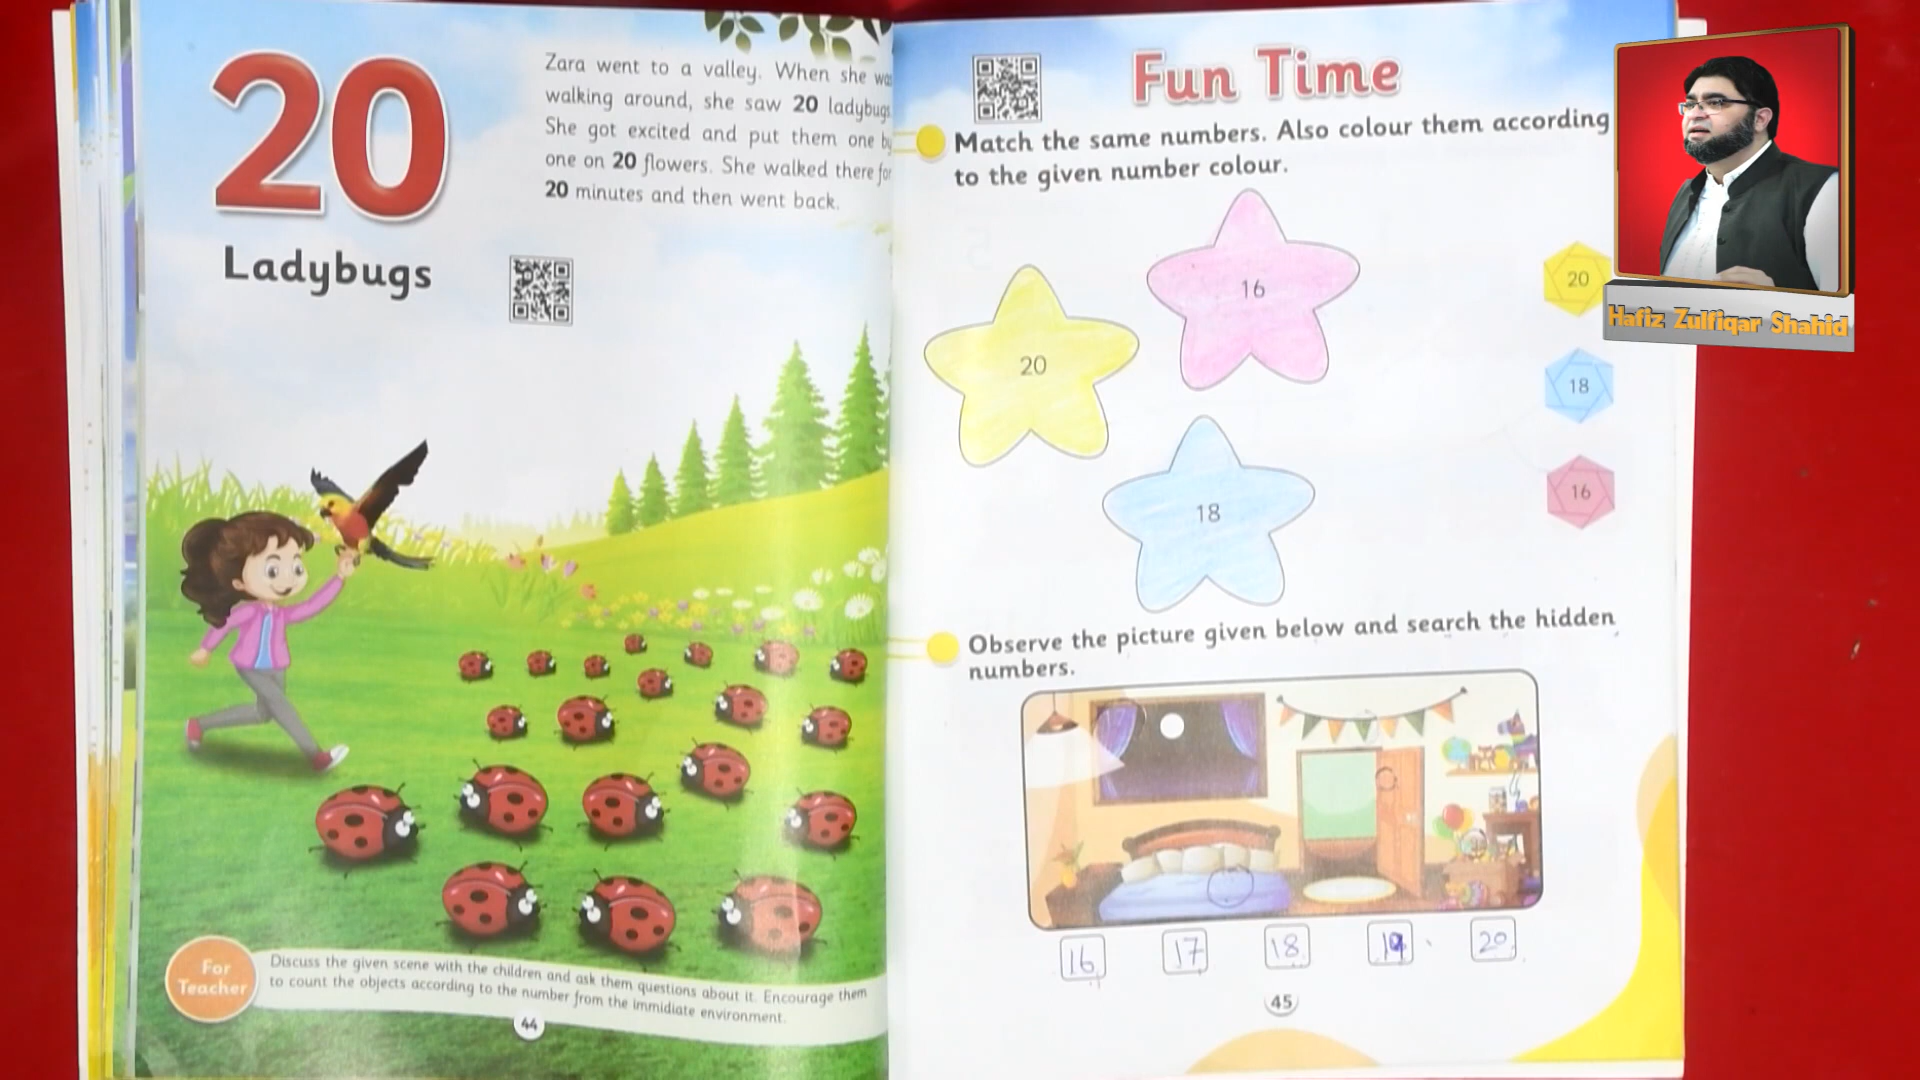 20
Ladybugs
Zara went to a valley. When she
walking around, she saw 20 ladybugs
She got excited and put them one
one on 20 flowers. She walked there
20 minutes and then went back.
For
Teacher
Discuss the given scene with the children and ask them questions about it. Encourage them
to count the objects according to the number from the immidiate environment.
44
Fun Time
Match the same numbers. Also colour them according
to the given number colour.
16
20
18
20
18
16
Observe the picture given below and search the hidden
numbers.
16
17
18
19
20
45
Hafiz Zulfiqar Shahid